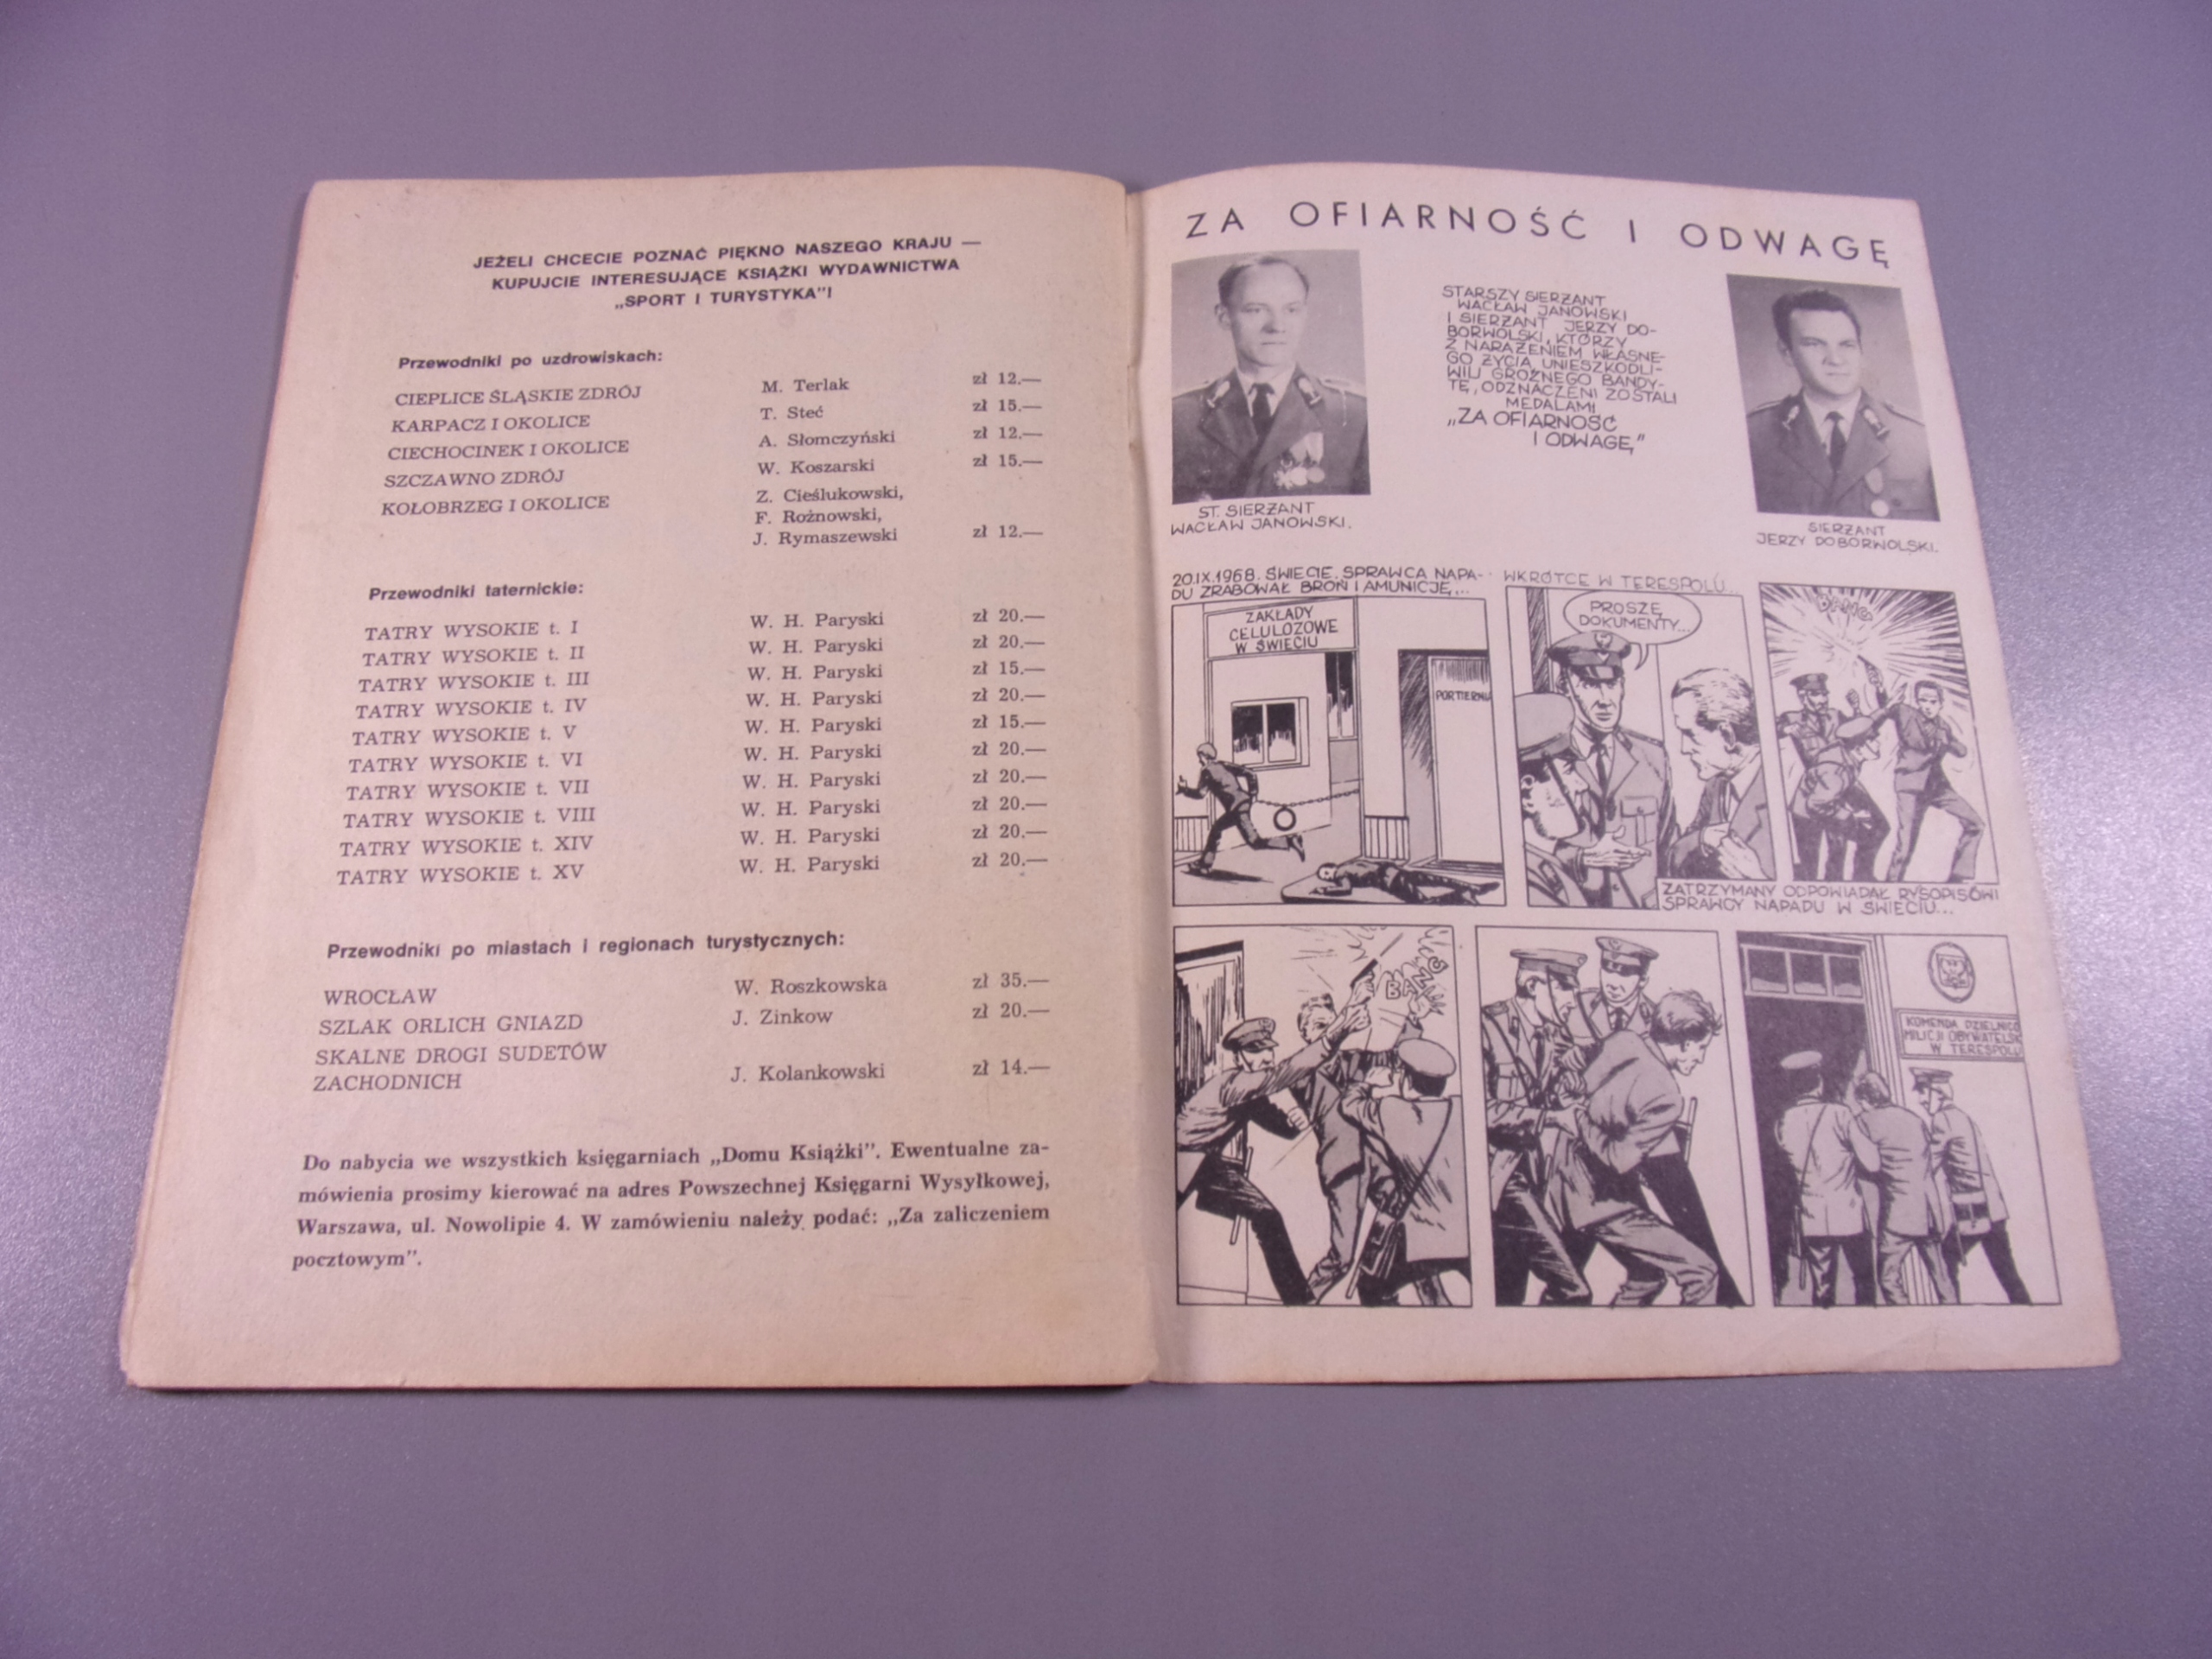 JEŻELI CHCECIE POZNAĆ PIĘKNO NASZEGO KRAJU —
KUPUJCIE INTERESUJĄCE KSIĄŻKI WYDAWNICTWA
„SPORT I TURYSTYKA"!
Przewodniki po uzdrowiskach:
CIEPLICE ŚLĄSKIE ZDRÓJ M. Terlak zł 12.—
KARPACZ I OKOLICE T. Steć zł 15.—
CIECHOCINEK I OKOLICE A. Słomczyński zł 12.—
SZCZAWNO ZDRÓJ W. Koszarski zł 15.—
KOŁOBRZEG I OKOLICE Z. Cieślukowski,
F. Rożnowski,
J. Rymaszewski zł 12.—
Przewodniki taternickie:
TATRY WYSOKIE t. I W. H. Paryski zł 20.—
TATRY WYSOKIE t. II W. H. Paryski zł 20.—
TATRY WYSOKIE t. III W. H. Paryski zł 15.—
TATRY WYSOKIE t. IV W. H. Paryski zł 20.—
TATRY WYSOKIE t. V W. H. Paryski zł 15.—
TATRY WYSOKIE t. VI W. H. Paryski zł 20.—
TATRY WYSOKIE t. VII W. H. Paryski zł 20.—
TATRY WYSOKIE t. VIII W. H. Paryski zł 20.—
TATRY WYSOKIE t. XIV W. H. Paryski zł 20.—
TATRY WYSOKIE t. XV W. H. Paryski zł 20.—
Przewodniki po miastach i regionach turystycznych:
WROCŁAW W. Roszkowska zł 35.—
SZLAK ORLICH GNIAZD J. Zinkow zł 20.—
SKALNE DROGI SUDETÓW
ZACHODNICH J. Kolankowski zł 14.—
Do nabycia we wszystkich księgarniach „Domu Książki". Ewentualne za-
mówienia prosimy kierować na adres Powszechnej Księgarni Wysyłkowej,
Warszawa, ul. Nowolipie 4. W zamówieniu należy podać: „Za zaliczeniem
pocztowym".
ZA OFIARNOŚĆ I ODWAGĘ
STARSZY SIERŻANT
WACŁAW JANOWSKI
I SIERŻANT JERZY DO-
BORWOLSKI, KTÓRZY
Z NARAŻENIEM WŁASNE-
GO ŻYCIA UNIESZKODLI-
WILI GROŹNEGO BANDY-
TĘ, ODZNACZENI ZOSTALI
MEDALAMI
„ZA OFIARNOŚĆ
I ODWAGĘ"
ST. SIERŻANT
WACŁAW JANOWSKI.
SIERŻANT
JERZY DOBORWOLSKI.
20.IX.1968. ŚWIECIE. SPRAWCA NAPA-
DU ZRABOWAŁ BROŃ I AMUNICJĘ...
ZAKŁADY
CELULOZOWE
W ŚWIECIU
PORTIERNIA
WKRÓTCE W TERESPOLU...
PROSZĘ
DOKUMENTY...
BANG
ZATRZYMANY ODPOWIADAŁ RYSOPISOWI
SPRAWCY NAPADU W ŚWIECIU...
BANG
KOMENDA DZIELNIC
MILICJI OBYWATELSK
W TERESPOLU